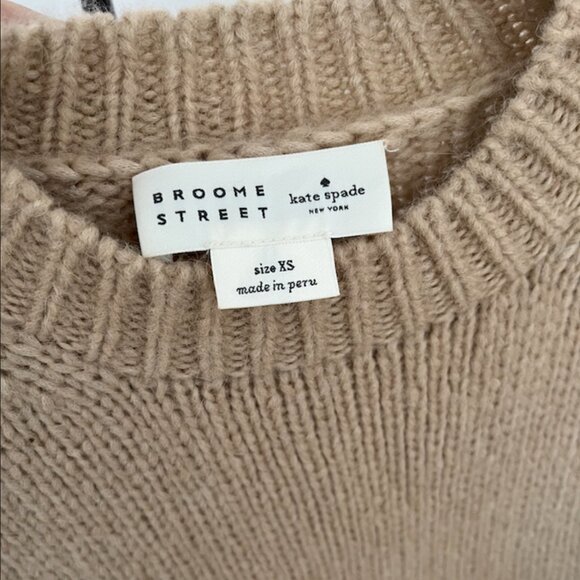 BROOME
STREET
kate spade
NEW YORK
size XS
made in peru